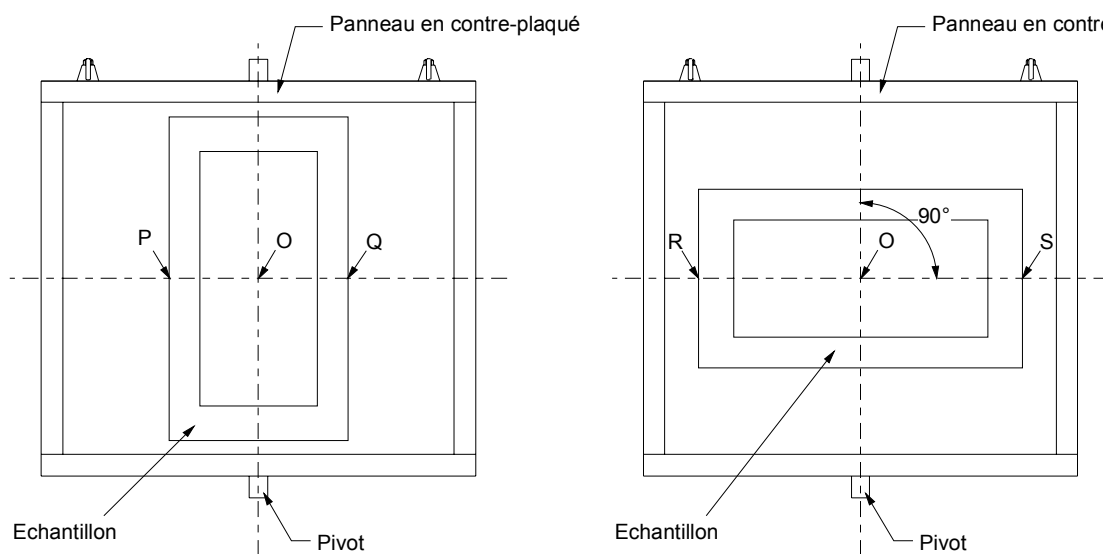 Panneau en contre-plaqué
P
O
Q
Echantillon
Pivot
Panneau en contre
90°
R
O
S
Echantillon
Pivot